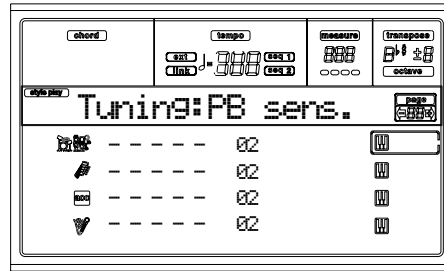 chord tempo measure transpose
ext seq 1
link seq 2
octave
style play
Tuning:PB sens. page
----- 02
----- 02
acc ----- 02
----- 02